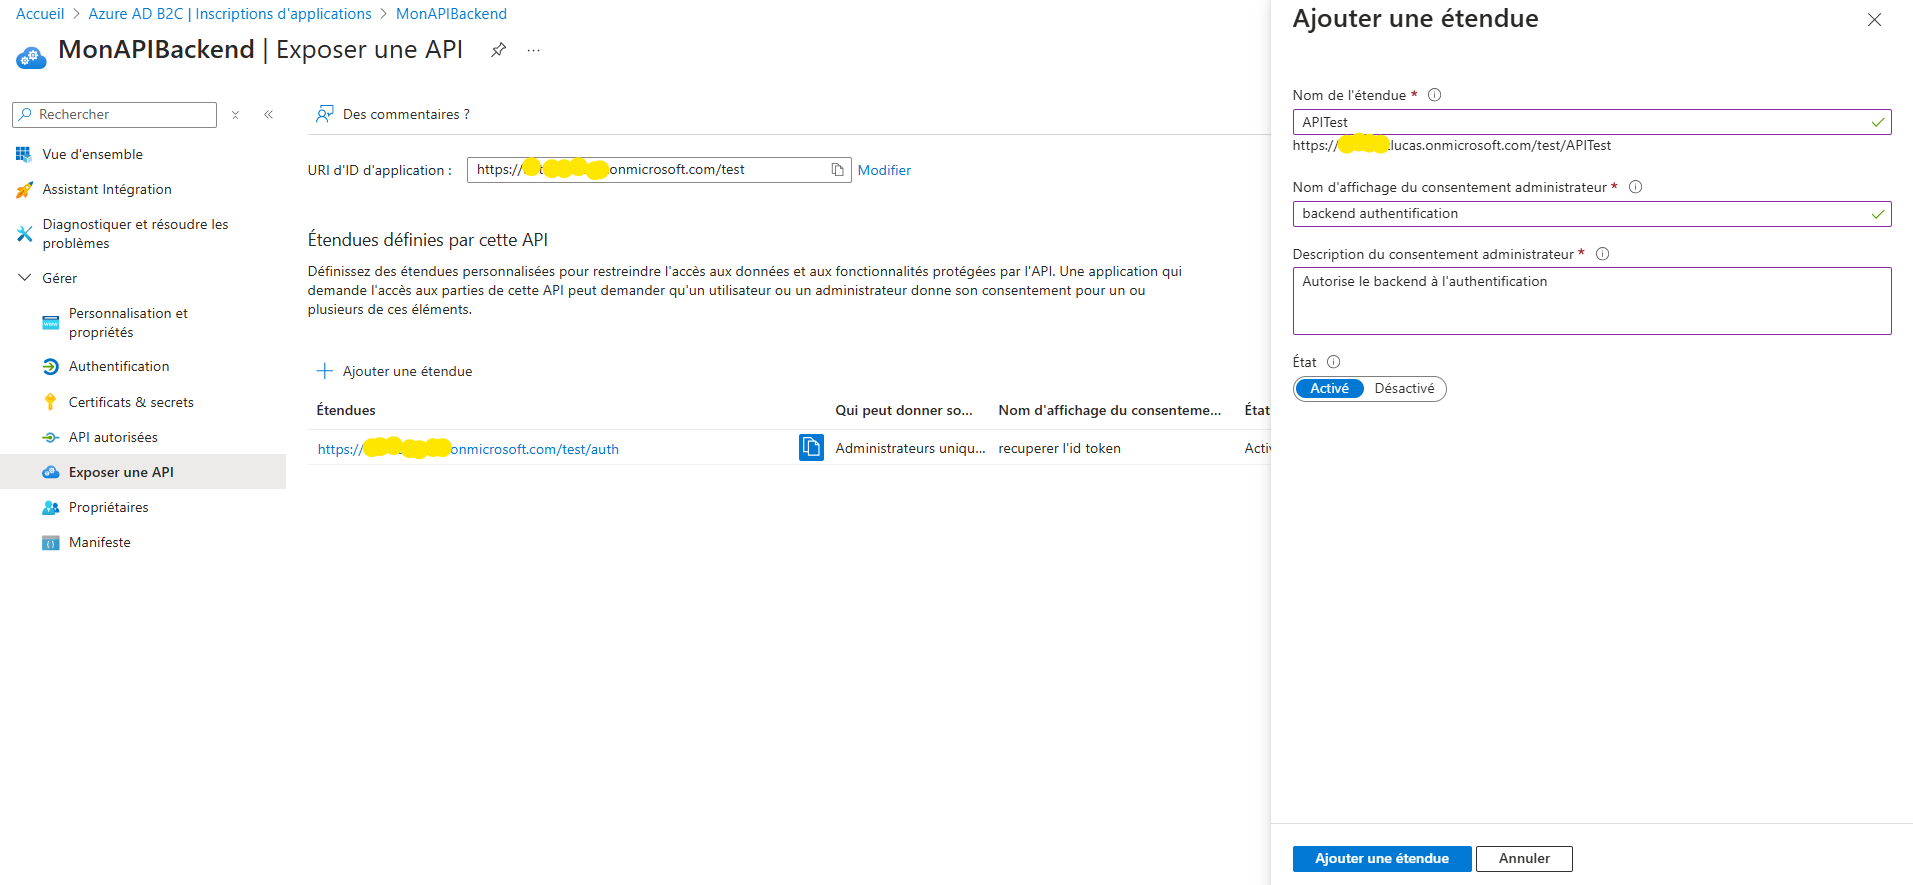 Accueil > Azure AD B2C | Inscriptions d'applications > MonAPIBackend
MonAPIBackend | Exposer une API
Rechercher
Vue d'ensemble
Assistant Intégration
Diagnostiquer et résoudre les
problèmes
Gérer
Personnalisation et
propriétés
Authentification
Certificats & secrets
API autorisées
Exposer une API
Propriétaires
Manifeste
Des commentaires ?
URI d'ID d'application : https:// onmicrosoft.com/test Modifier
Étendues définies par cette API
Définissez des étendues personnalisées pour restreindre l'accès aux données et aux fonctionnalités protégées par l'API. Une application qui
demande l'accès aux parties de cette API peut demander qu'un utilisateur ou un administrateur donne son consentement pour un ou
plusieurs de ces éléments.
Ajouter une étendue
Étendues Qui peut donner so... Nom d'affichage du consenteme... État
https:// onmicrosoft.com/test/auth Administrateurs uniqu... recuperer l'id token Activ
Ajouter une étendue
Nom de l'étendue *
APITest
https:// lucas.onmicrosoft.com/test/APITest
Nom d'affichage du consentement administrateur *
backend authentification
Description du consentement administrateur *
Autorise le backend à l'authentification
État
Activé Désactivé
Ajouter une étendue Annuler